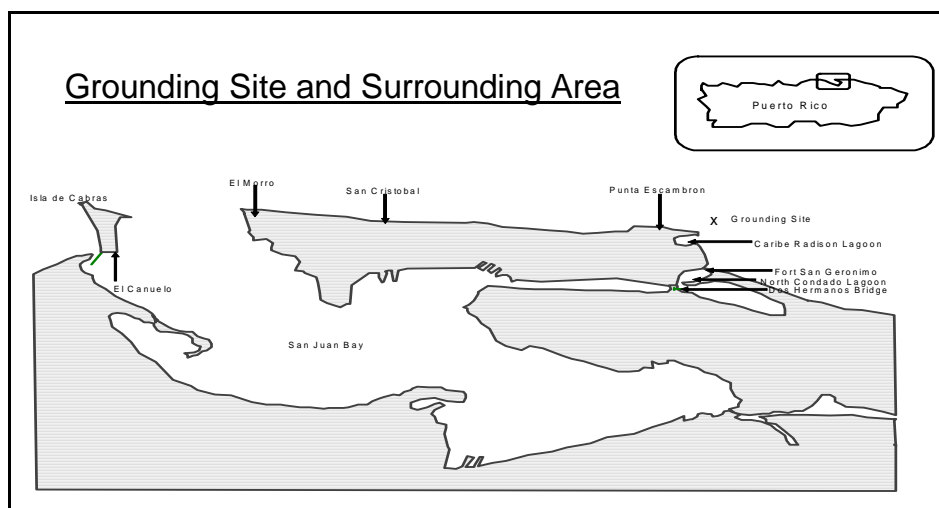 Grounding Site and Surrounding Area
Puerto Rico
El Morro
San Cristobal
Punta Escambron
Isla de Cabras
X Grounding Site
Caribe Radison Lagoon
Fort San Geronimo
North Condado Lagoon
Dos Hermanos Bridge
El Canuelo
San Juan Bay